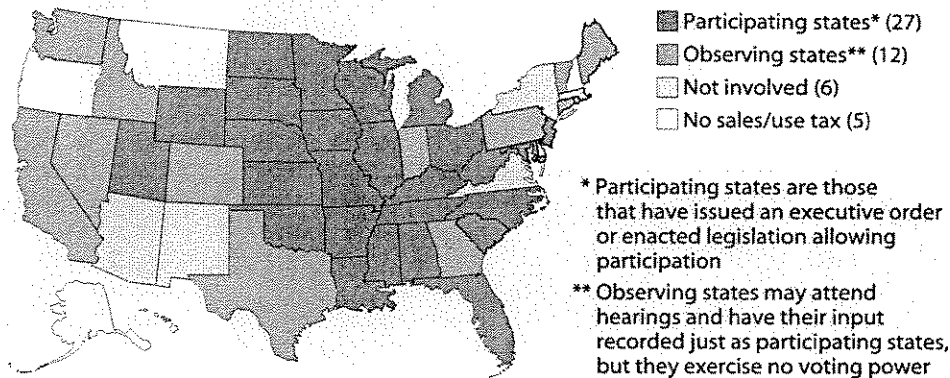 Participating states* (27)
Observing states** (12)
Not involved (6)
No sales/use tax (5)
* Participating states are those
that have issued an executive order
or enacted legislation allowing
participation
** Observing states may attend
hearings and have their input
recorded just as participating states,
but they exercise no voting power